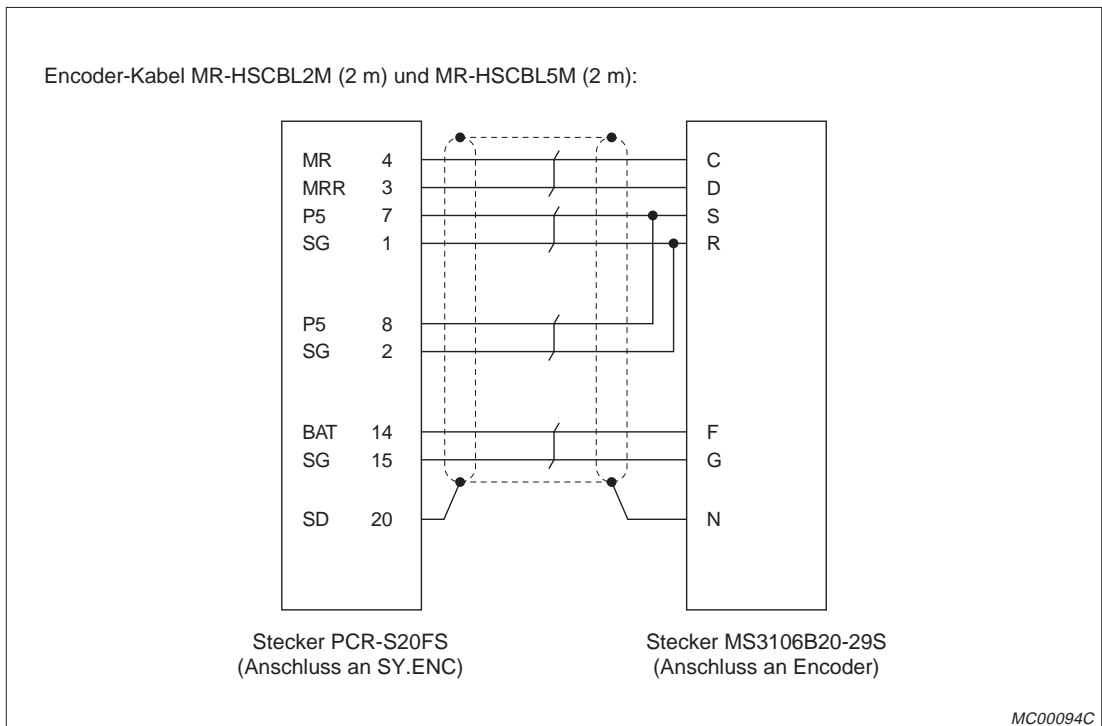 Encoder-Kabel MR-HSCBL2M (2 m) und MR-HSCBL5M (2 m):
MR 4 C
MRR 3 D
P5 7 S
SG 1 R
P5 8
SG 2
BAT 14 F
SG 15 G
SD 20 N
Stecker PCR-S20FS
(Anschluss an SY.ENC)
Stecker MS3106B20-29S
(Anschluss an Encoder)
MC00094C